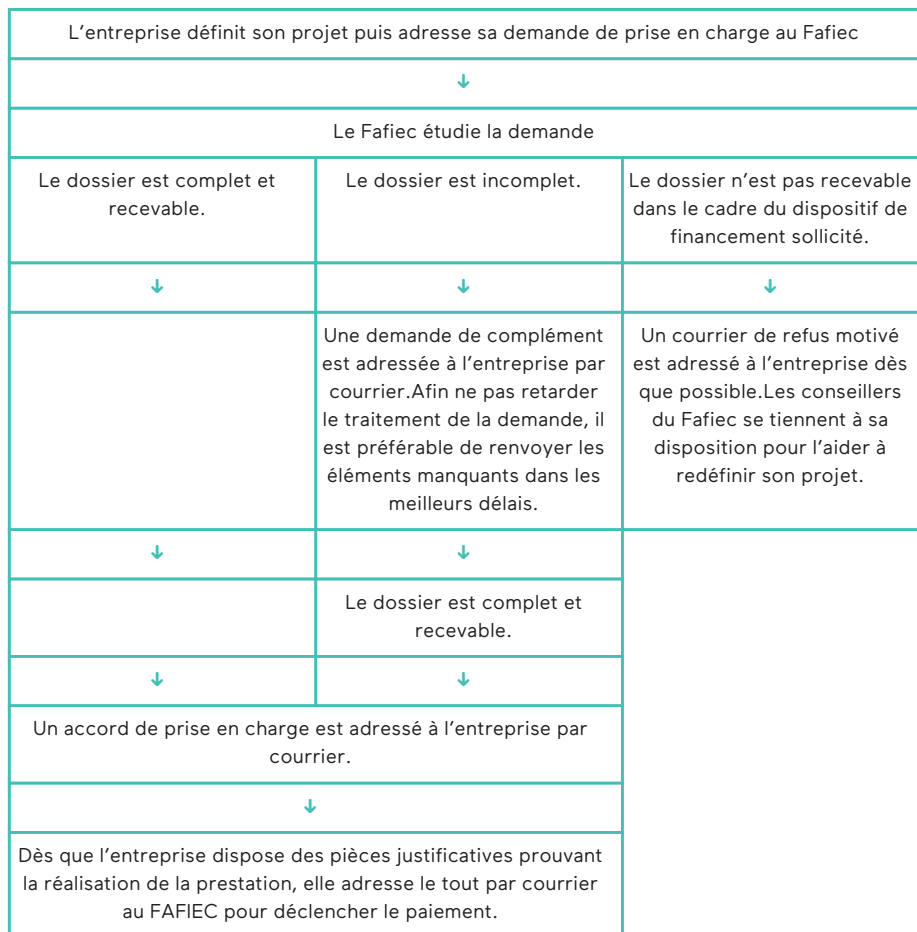 L'entreprise définit son projet puis adresse sa demande de prise en charge au Fafiec
↓
Le Fafiec étudie la demande
Le dossier est complet et
recevable.
Le dossier est incomplet.
Le dossier n'est pas recevable
dans le cadre du dispositif de
financement sollicité.
↓
↓
↓
Une demande de complément
est adressée à l'entreprise par
courrier.Afin ne pas retarder
le traitement de la demande, il
est préférable de renvoyer les
éléments manquants dans les
meilleurs délais.
Un courrier de refus motivé
est adressé à l'entreprise dès
que possible.Les conseillers
du Fafiec se tiennent à sa
disposition pour l'aider à
redéfinir son projet.
↓
↓
Le dossier est complet et
recevable.
↓
↓
Un accord de prise en charge est adressé à l'entreprise par
courrier.
↓
Dès que l'entreprise dispose des pièces justificatives prouvant
la réalisation de la prestation, elle adresse le tout par courrier
au FAFIEC pour déclencher le paiement.